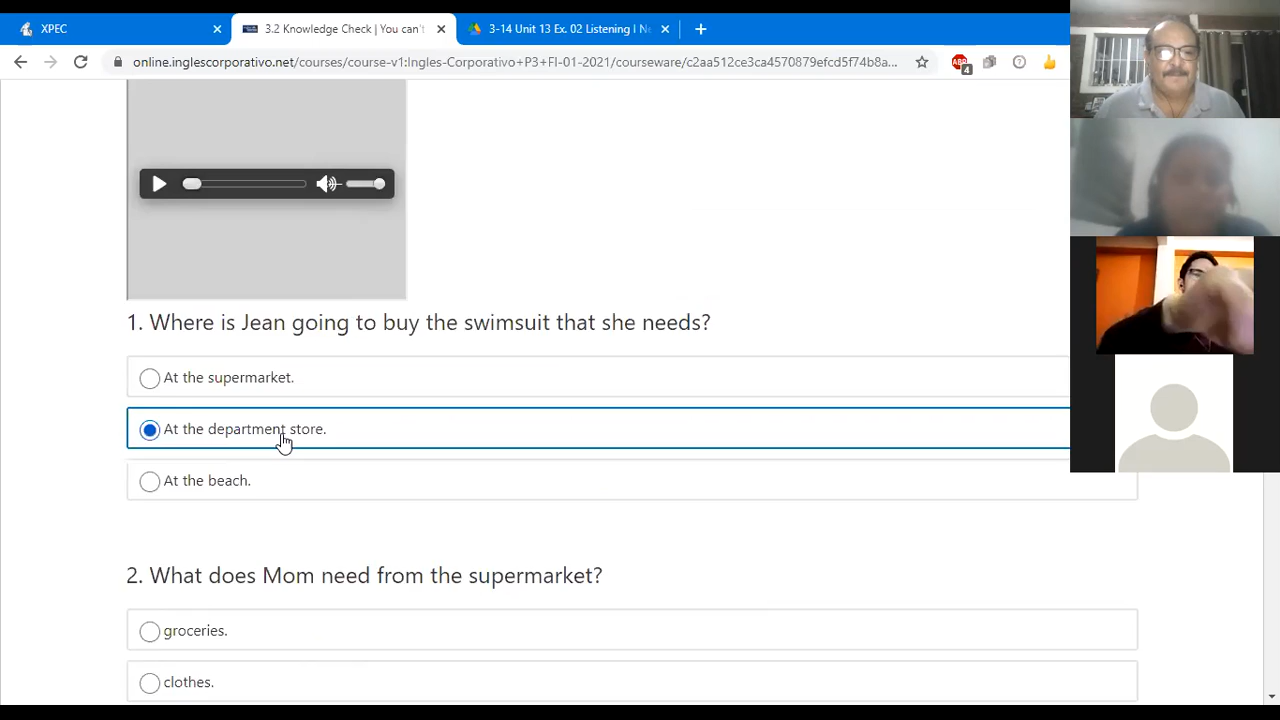 XPEC
3.2 Knowledge Check | You can't
3-14 Unit 13 Ex. 02 Listening I Ne
online.inglescorporativo.net/courses/course-v1:Ingles-Corporativo+P3+FI-01-2021/courseware/c2aa512ce3ca4570879efcd5f74b8a...
ABP
4
1. Where is Jean going to buy the swimsuit that she needs?
At the supermarket.
At the department store.
At the beach.
2. What does Mom need from the supermarket?
groceries.
clothes.